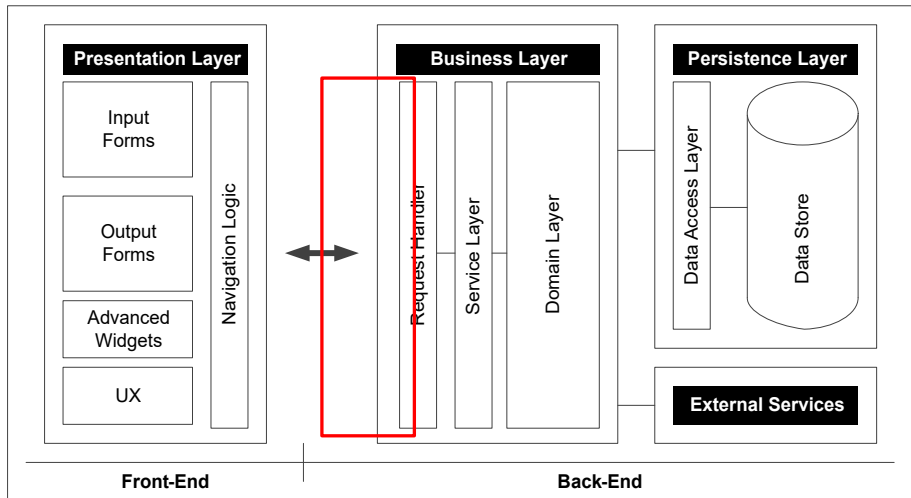 Presentation Layer
Input
Forms
Output
Forms
Advanced
Widgets
UX
Navigation Logic
Business Layer
Request Handler
Service Layer
Domain Layer
Persistence Layer
Data Access Layer
Data Store
External Services
Front-End
Back-End